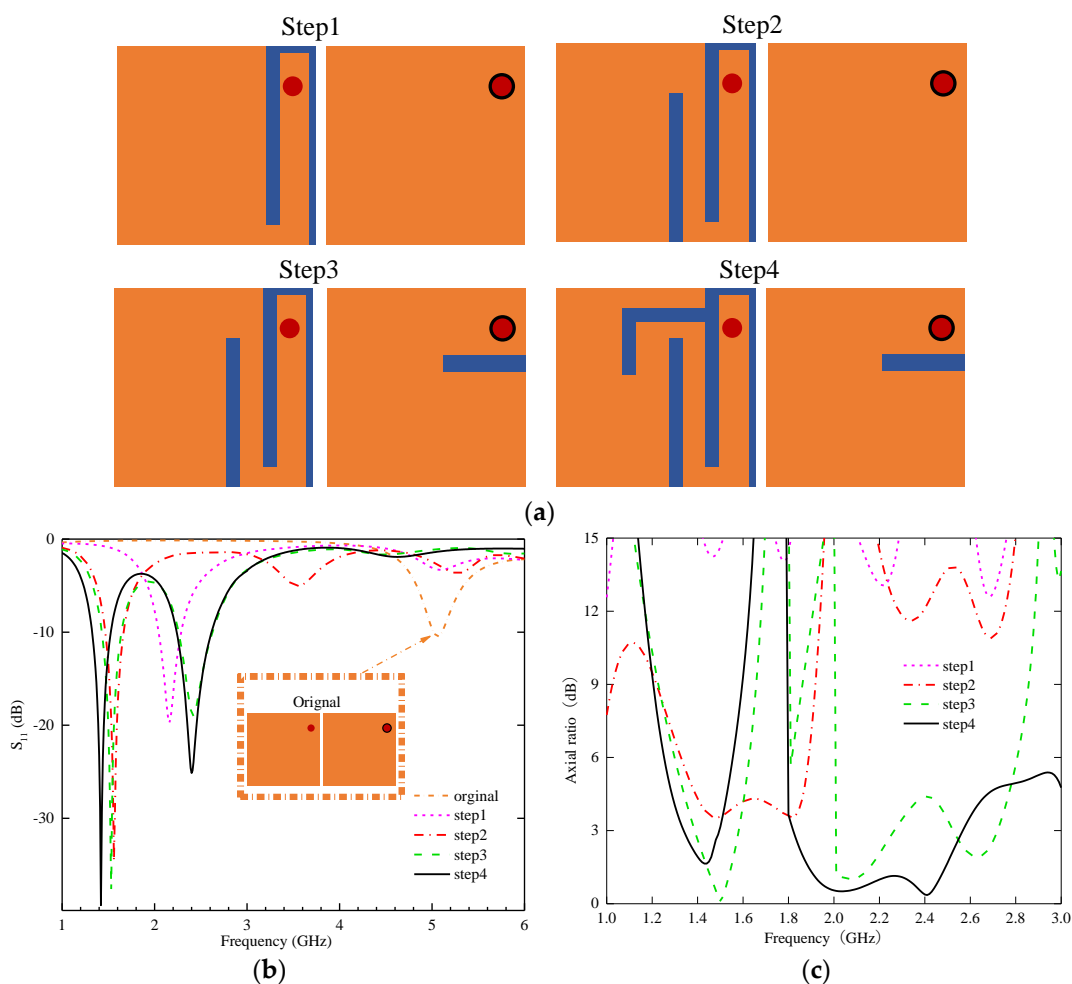 Step1
Step2
Step3
Step4
(a)
0
-10
-20
-30
S11 (dB)
1
2
3
4
5
6
Frequency (GHz)
Orignal
orginal
step1
step2
step3
step4
(b)
15
12
9
6
3
0
Axial ratio（dB）
1.0
1.2
1.4
1.6
1.8
2.0
2.2
2.4
2.6
2.8
3.0
Frequency（GHz）
step1
step2
step3
step4
(c)